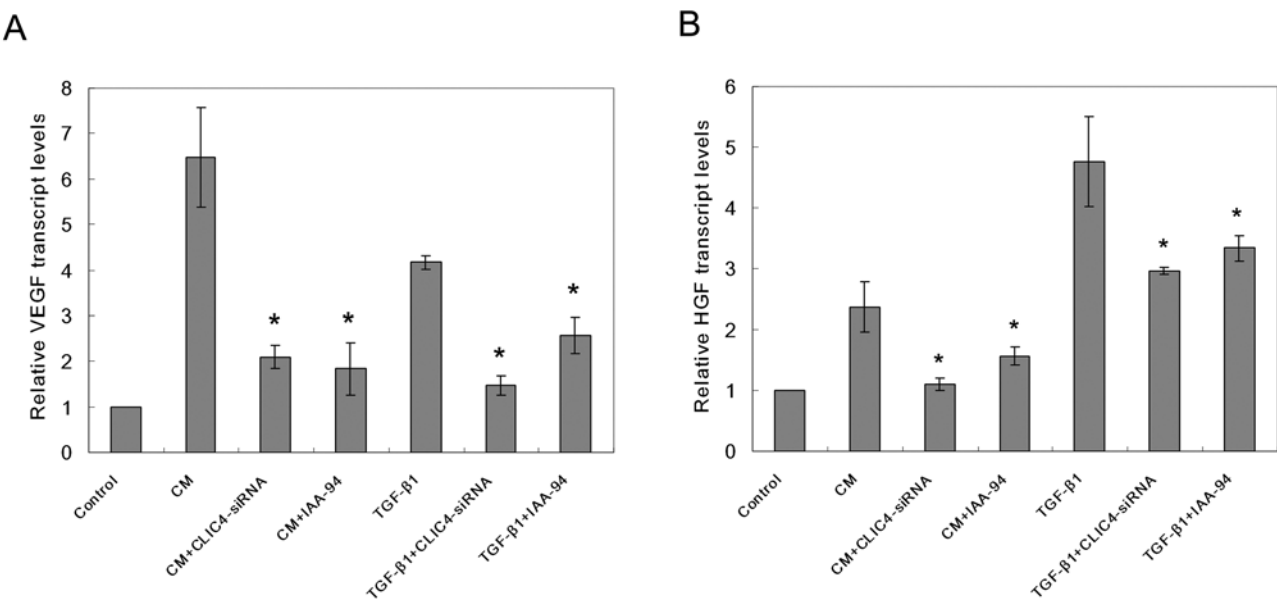 A
Relative VEGF transcript levels
8
7
6
5
4
3
2
1
0
* * * *
Control
CM
CM+CLIC4-siRNA
CM+IAA-94
TGF-β1
TGF-β1+CLIC4-siRNA
TGF-β1+IAA-94
B
Relative HGF transcript levels
6
5
4
3
2
1
0
* * * *
Control
CM
CM+CLIC4-siRNA
CM+IAA-94
TGF-β1
TGF-β1+CLIC4-siRNA
TGF-β1+IAA-94